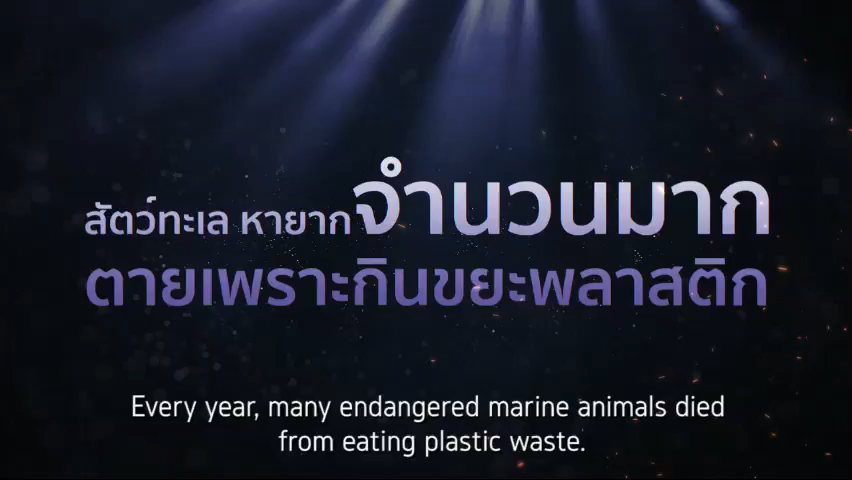 สัตว์ทะเล หายากจำนวนมาก
ตายเพราะกินขยะพลาสติก
Every year, many endangered marine animals died
from eating plastic waste.